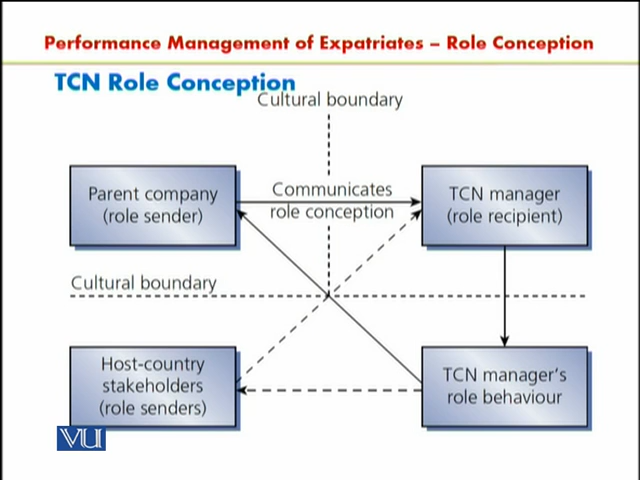 Performance Management of Expatriates – Role Conception
TCN Role Conception
Cultural boundary
Parent company
(role sender)
Communicates
role conception
TCN manager
(role recipient)
Cultural boundary
Host-country
stakeholders
(role senders)
TCN manager's
role behaviour
VU